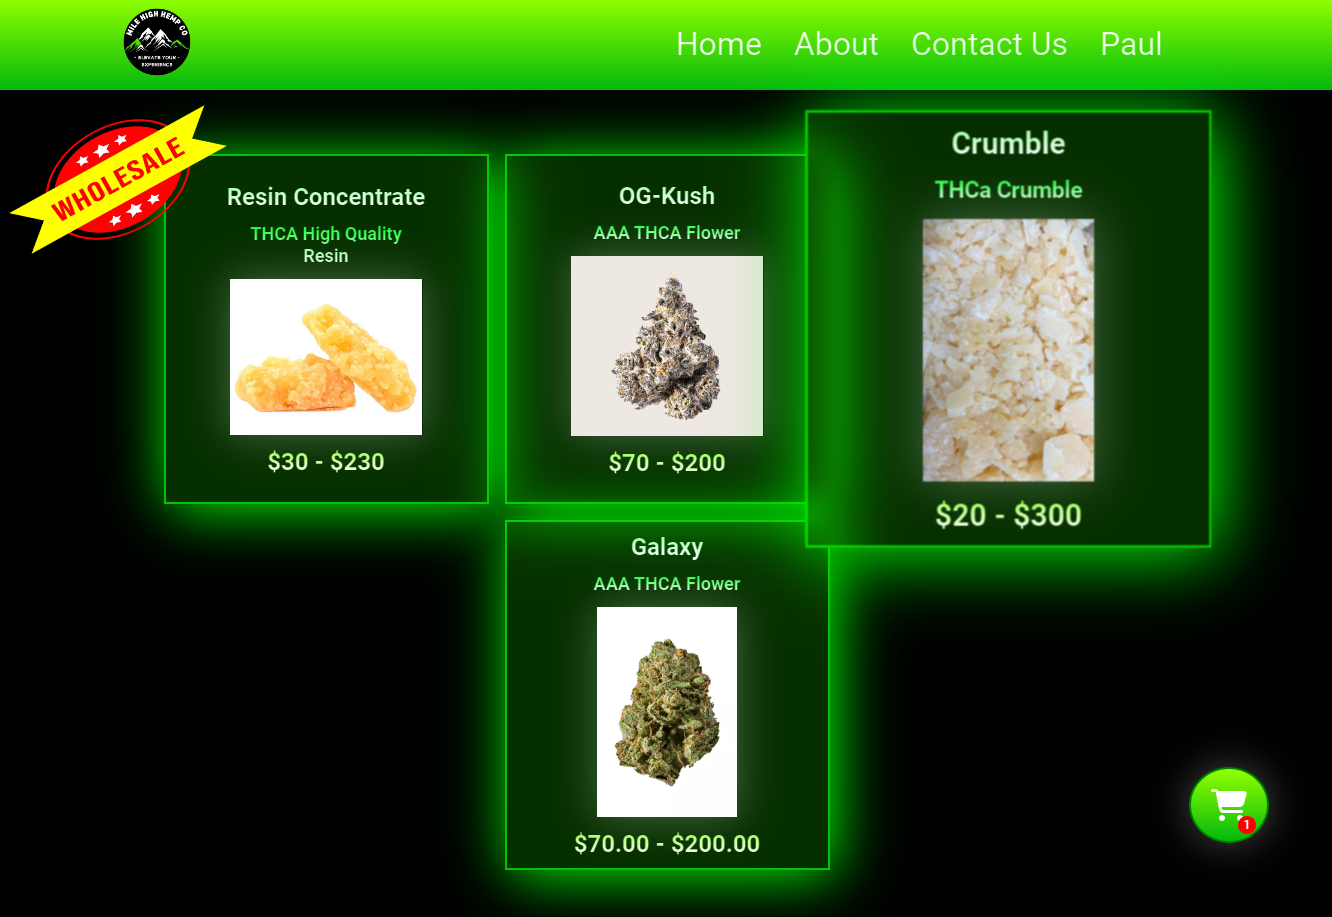 MILE HIGH HEMP CO
- ELEVATE YOUR -
EXPERIENCE
Home
About
Contact Us
Paul
WHOLESALE
Resin Concentrate
THCA High Quality
Resin
$30 - $230
OG-Kush
AAA THCA Flower
$70 - $200
Crumble
THCa Crumble
$20 - $300
Galaxy
AAA THCA Flower
$70.00 - $200.00
1